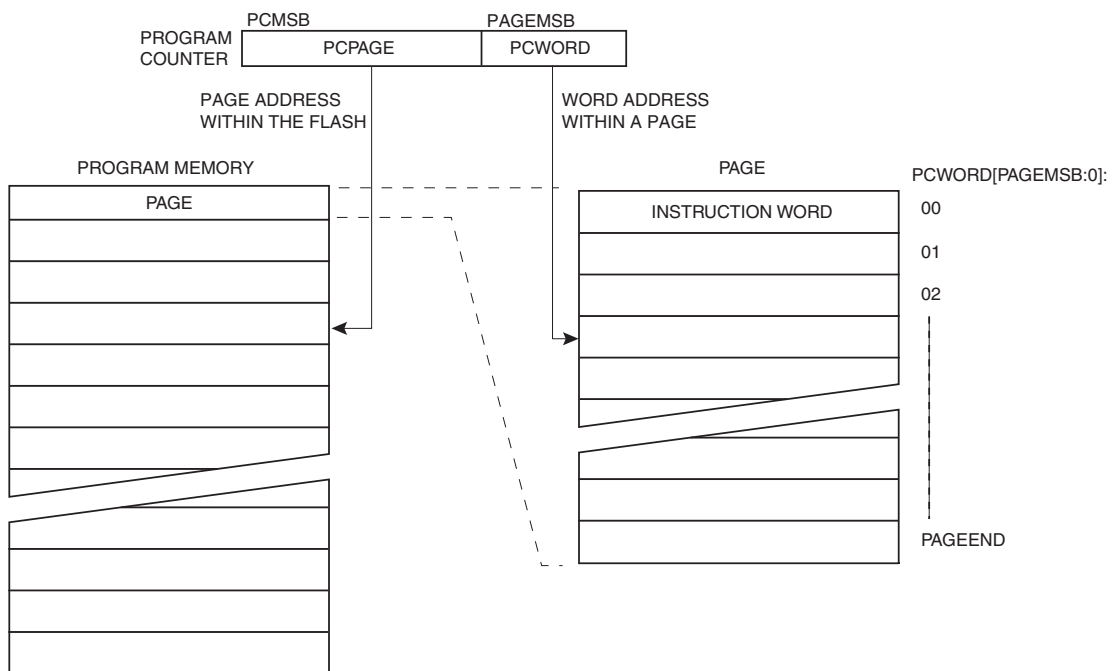 PCMSB
PAGEMSB
PROGRAM
COUNTER
PCPAGE
PCWORD
PAGE ADDRESS
WITHIN THE FLASH
WORD ADDRESS
WITHIN A PAGE
PROGRAM MEMORY
PAGE
PAGE
INSTRUCTION WORD
PCWORD[PAGEMSB:0]:
00
01
02
PAGEEND